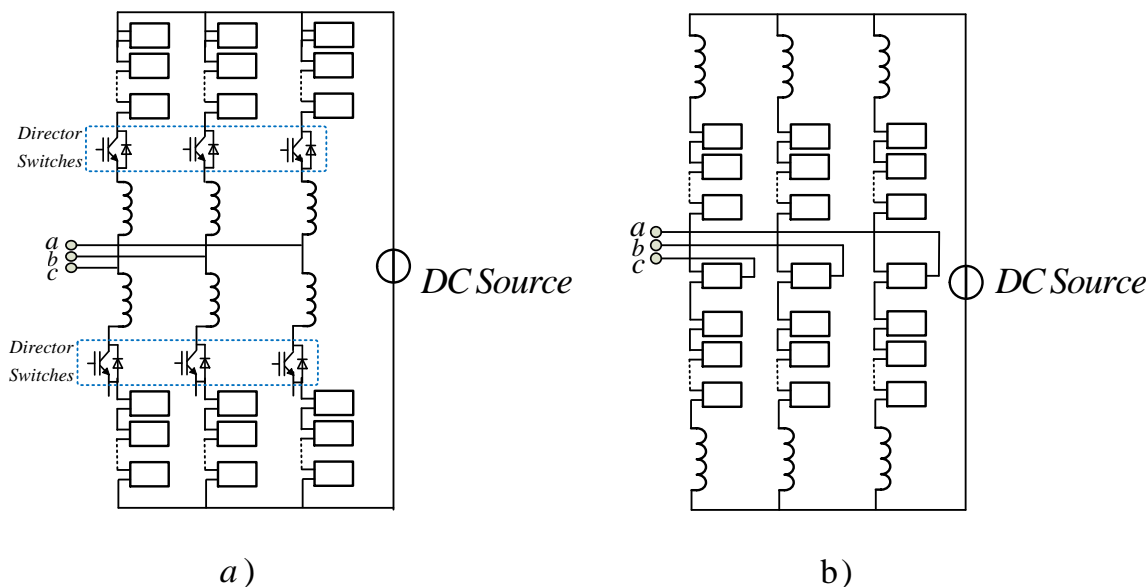 Director
Switches
a
b
c
DC Source
Director
Switches
a )
a
b
c
DC Source
b)